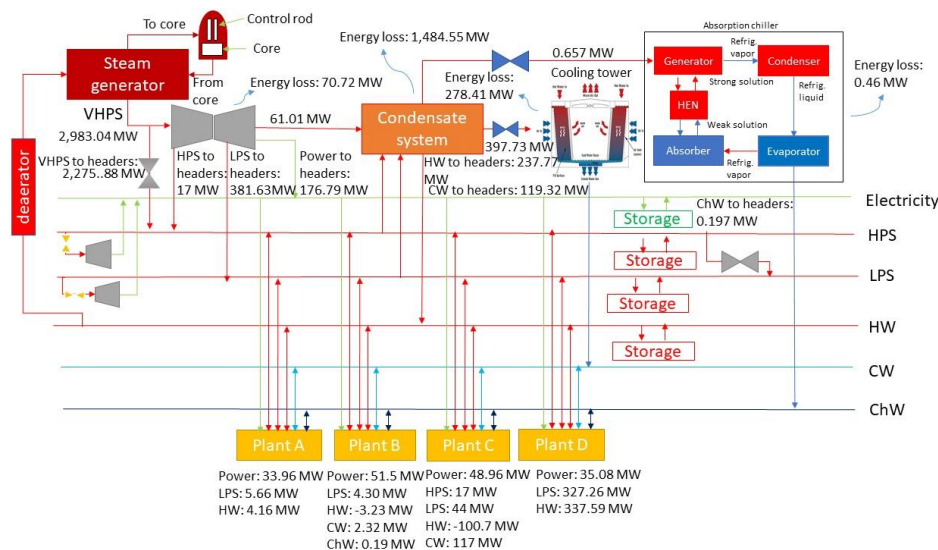 To core
Control rod
Core
Steam
generator
From
core
VHPS
2,983.04 MW
VHPS to headers:
2,275..88 MW
deaerator
Energy loss: 70.72 MW
61.01 MW
HPS to
headers:
17 MW
LPS to
headers:
381.63MW
Power to
headers:
176.79 MW
Energy loss: 1,484.55 MW
Condensate
system
0.657 MW
Energy loss:
278.41 MW
Cooling tower
397.73 MW
HW to headers: 237.77
MW
CW to headers: 119.32 MW
Absorption chiller
Generator
Refrig.
vapor
Condenser
Strong solution
HEN
Refrig.
liquid
Weak solution
Absorber
Refrig.
vapor
Evaporator
Energy loss:
0.46 MW
ChW to headers:
0.197MW
Electricity
Storage
HPS
Storage
LPS
Storage
HW
Storage
CW
ChW
Plant A
Power: 33.96 MW
LPS: 5.66 MW
HW: 4.16 MW
Plant B
Power: 51.5 MW
LPS: 4.30 MW
HW: -3.23 MW
CW: 2.32 MW
ChW: 0.19 MW
Plant C
Power: 48.96 MW
HPS: 17 MW
LPS: 44 MW
HW: -100.7 MW
CW: 117 MW
Plant D
Power: 35.08 MW
LPS: 327.26 MW
HW: 337.59 MW